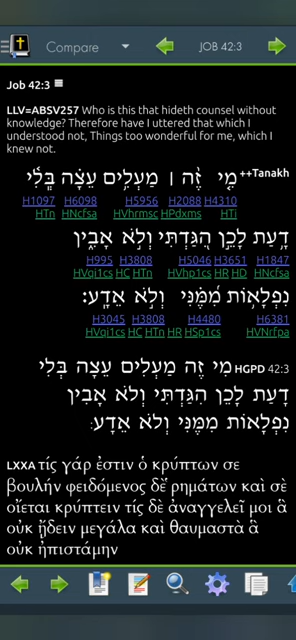 Compare
JOB 42:3
Job 42:3
LLV=ABSV257 Who is this that hideth counsel without
knowledge? Therefore have I uttered that which I
understood not, Things too wonderful for me, which I
knew not.
++Tanakh מִ֤י זֶ֨ה ׀ מַעְלִ֥ים עֵצָ֗ה בְּֽלִ֫י
H1097 H6098 H5956 H2088 H4310
HTn HNcfsa HVhrmsc HPdxms HTi
דָ֥עַת לָכֵ֣ן הִ֭גַּדְתִּי וְלֹ֣א אָבִ֑ין
H995 H3808 H5046 H3651 H1847
HVqi1cs HC HTn HVhp1cs HR HD HNcfsa
נִפְלָא֥וֹת מִ֝מֶּ֗נִּי וְלֹ֣א אֵדָֽע׃
H3045 H3808 H4480 H6381
HVqi1cs HC HTn HR HSp1cs HVNrfpa
HGPD 42:3 מִי זֶה מַעְלִים עֵצָה בְּלִי
דָעַת לָכֵן הִגַּדְתִּי וְלֹא אָבִין
נִפְלָאוֹת מִמֶּנִּי וְלֹא אֵדָע׃
LXXA τίς γάρ ἐστιν ὁ κρύπτων σε
βουλήν φειδόμενος δὲ ῥημάτων καὶ σὲ
οἴεται κρύπτειν τίς δὲ ἀναγγελεῖ μοι ἃ
οὐκ ᾔδειν μεγάλα καὶ θαυμαστὰ ἃ
οὐκ ἠπιστάμην